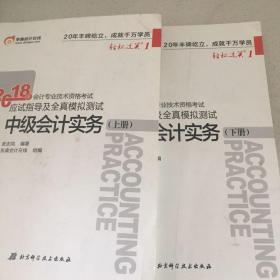 20年丰碑屹立，成就千万学员
轻松过关1
2018
会计专业技术资格考试
应试指导及全真模拟测试
中级会计实务（上册）
编著
东奥会计在线 组编
ACCOUNTING
PRACTICE
北京科学技术出版社
20年丰碑屹立，成就千万学员
轻松过关1
专业技术资格考试
及全真模拟测试
会计实务（下册）
ACCOUNTING
PRACTICE
北京科学技术出版社